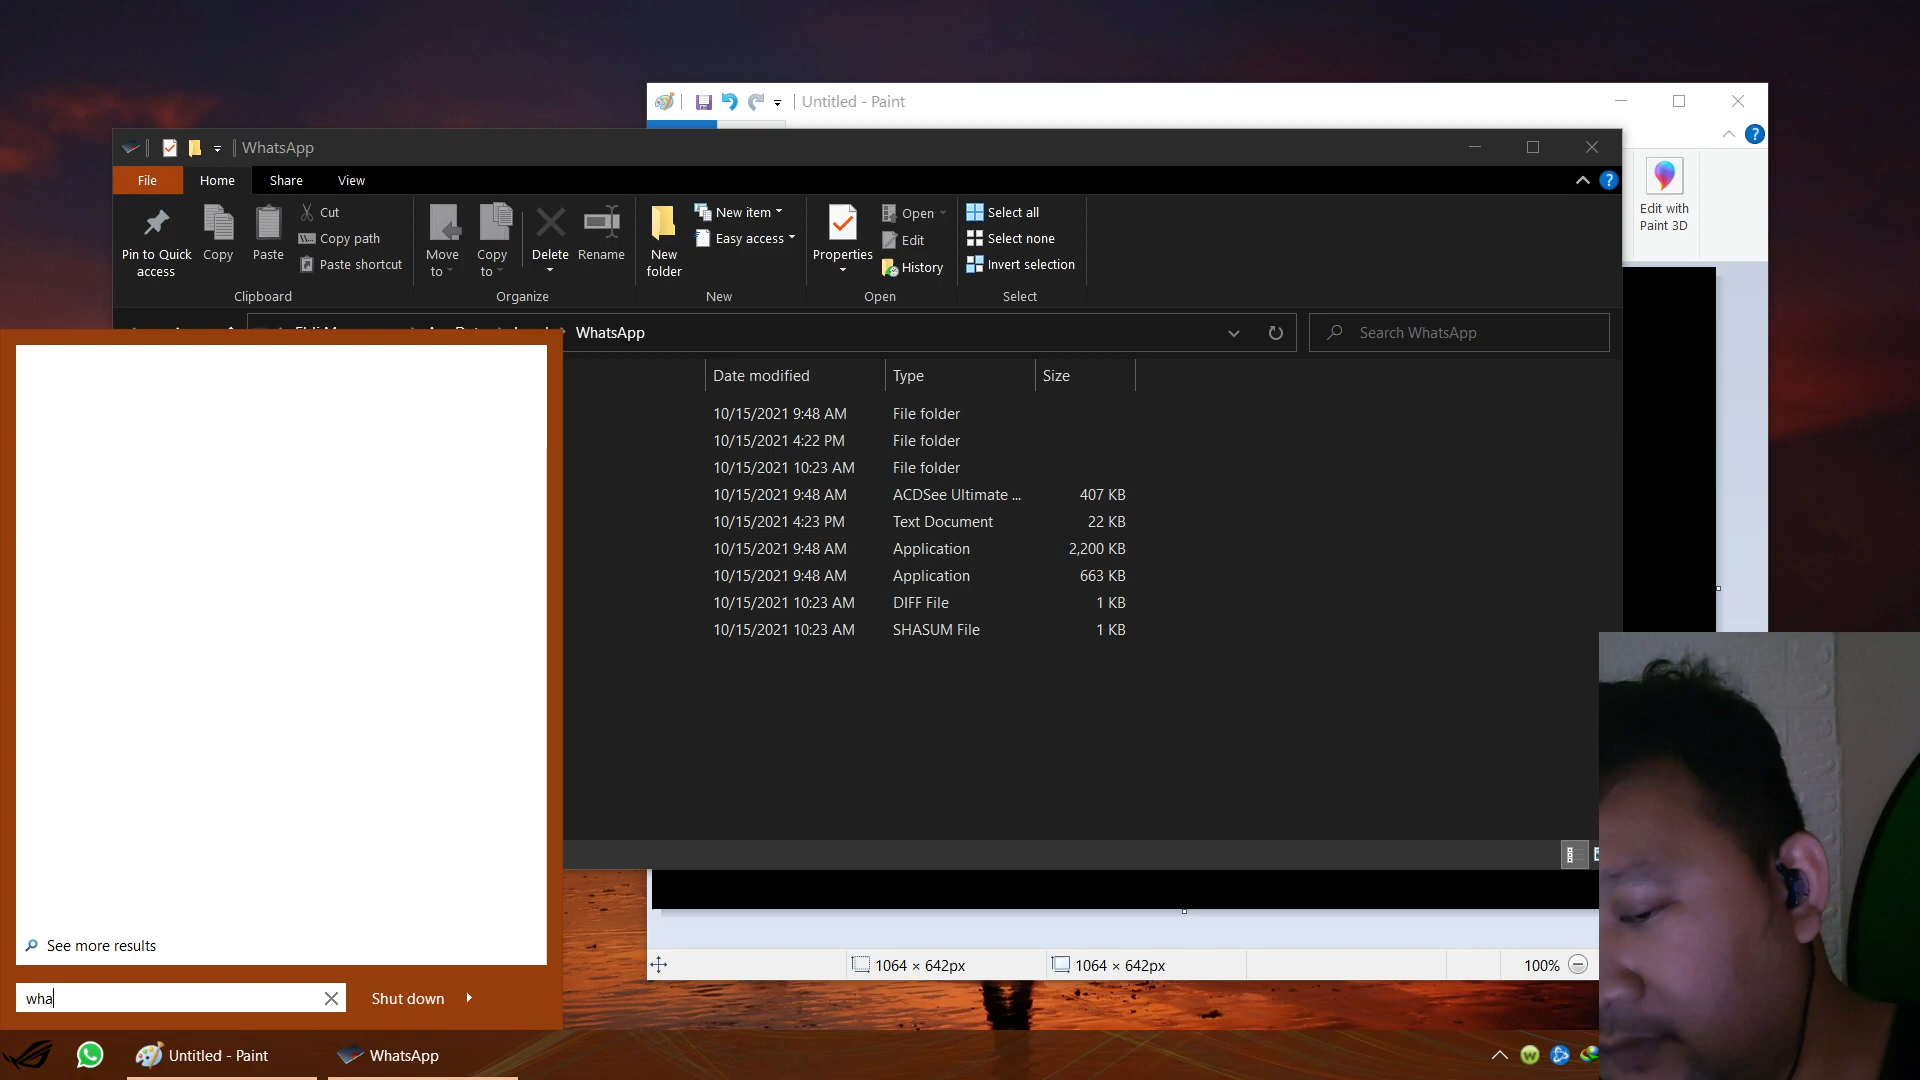 Untitled - Paint
WhatsApp
File
Home
Share
View
Pin to Quick access
Copy
Paste
Cut
Copy path
Paste shortcut
Clipboard
Move to
Copy to
Delete
Rename
Organize
New folder
New item
Easy access
New
Properties
Open
Edit
History
Open
Select all
Select none
Invert selection
Select
Edit with Paint 3D
WhatsApp
Search WhatsApp
Date modified Type Size
10/15/2021 9:48 AM File folder
10/15/2021 4:22 PM File folder
10/15/2021 10:23 AM File folder
10/15/2021 9:48 AM ACDSee Ultimate ... 407 KB
10/15/2021 4:23 PM Text Document 22 KB
10/15/2021 9:48 AM Application 2,200 KB
10/15/2021 9:48 AM Application 663 KB
10/15/2021 10:23 AM DIFF File 1 KB
10/15/2021 10:23 AM SHASUM File 1 KB
See more results
wha
Shut down
1064 × 642px
1064 × 642px
100%
Untitled - Paint
WhatsApp